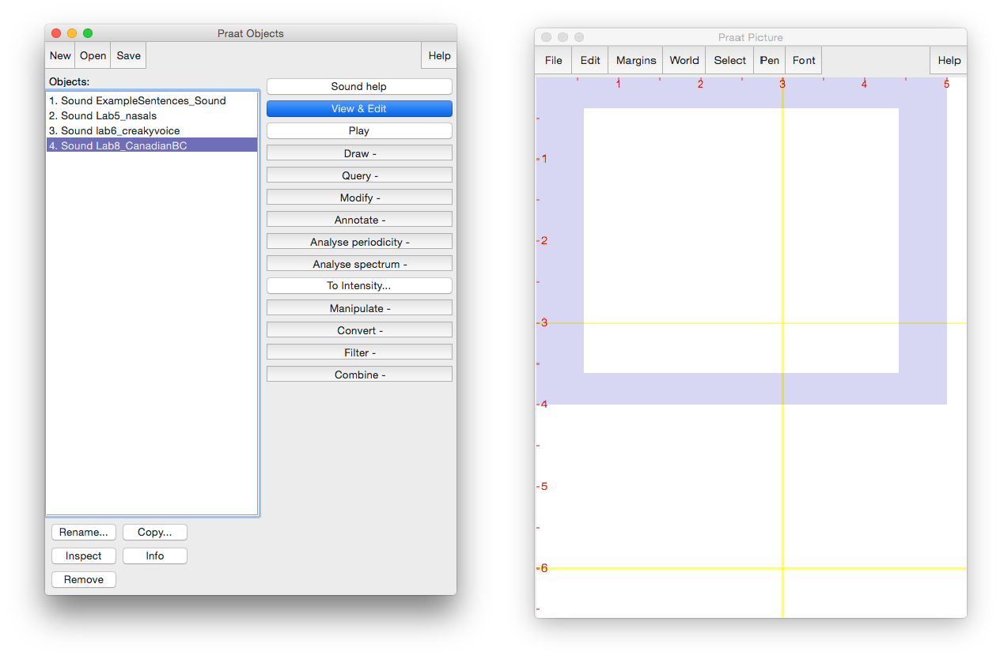 Praat Objects
New Open Save Help
Objects:
1. Sound ExampleSentences_Sound
2. Sound Lab5_nasals
3. Sound lab6_creakyvoice
4. Sound Lab8_CanadianBC
Sound help
View & Edit
Play
Draw -
Query -
Modify -
Annotate -
Analyse periodicity -
Analyse spectrum -
To Intensity...
Manipulate -
Convert -
Filter -
Combine -
Rename... Copy...
Inspect Info
Remove
Praat Picture
File Edit Margins World Select Pen Font Help
1 2 3 4 5
1
2
3
4
5
6